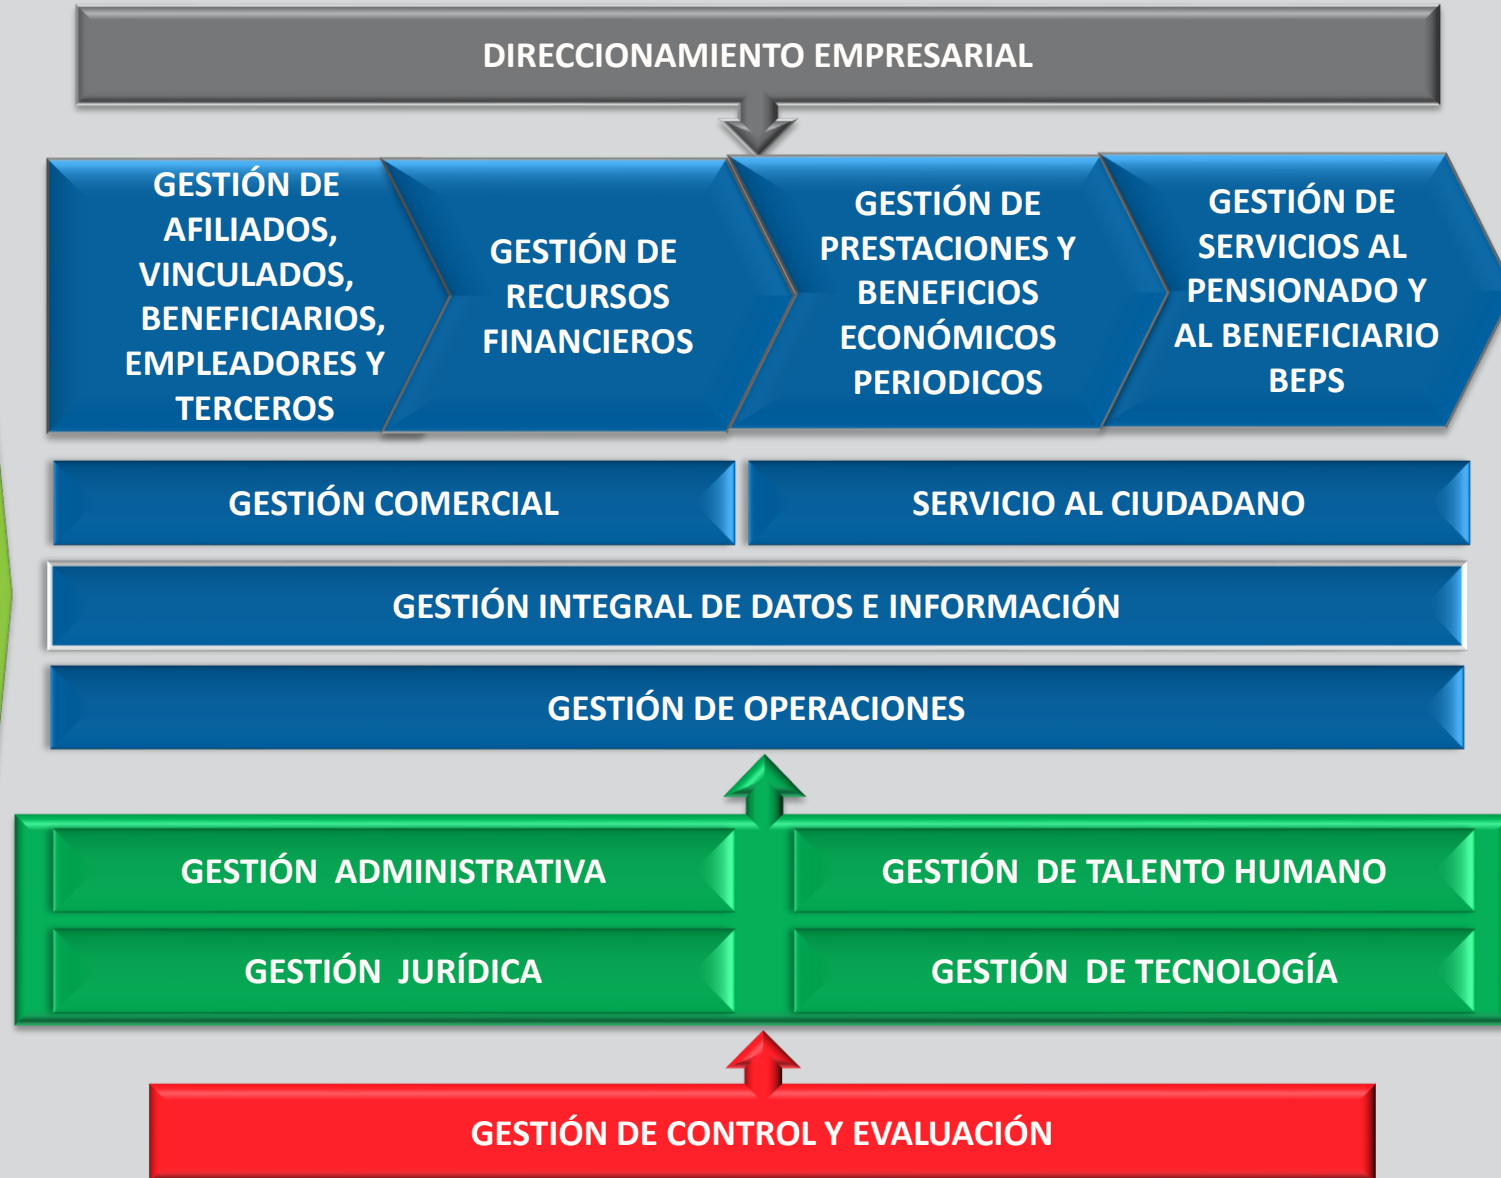 DIRECCIONAMIENTO EMPRESARIAL
GESTIÓN DE
AFILIADOS,
VINCULADOS,
BENEFICIARIOS,
EMPLEADORES Y
TERCEROS
GESTIÓN DE
RECURSOS
FINANCIEROS
GESTIÓN DE
PRESTACIONES Y
BENEFICIOS
ECONÓMICOS
PERIODICOS
GESTIÓN DE
SERVICIOS AL
PENSIONADO Y
AL BENEFICIARIO
BEPS
GESTIÓN COMERCIAL
SERVICIO AL CIUDADANO
GESTIÓN INTEGRAL DE DATOS E INFORMACIÓN
GESTIÓN DE OPERACIONES
GESTIÓN ADMINISTRATIVA
GESTIÓN DE TALENTO HUMANO
GESTIÓN JURÍDICA
GESTIÓN DE TECNOLOGÍA
GESTIÓN DE CONTROL Y EVALUACIÓN